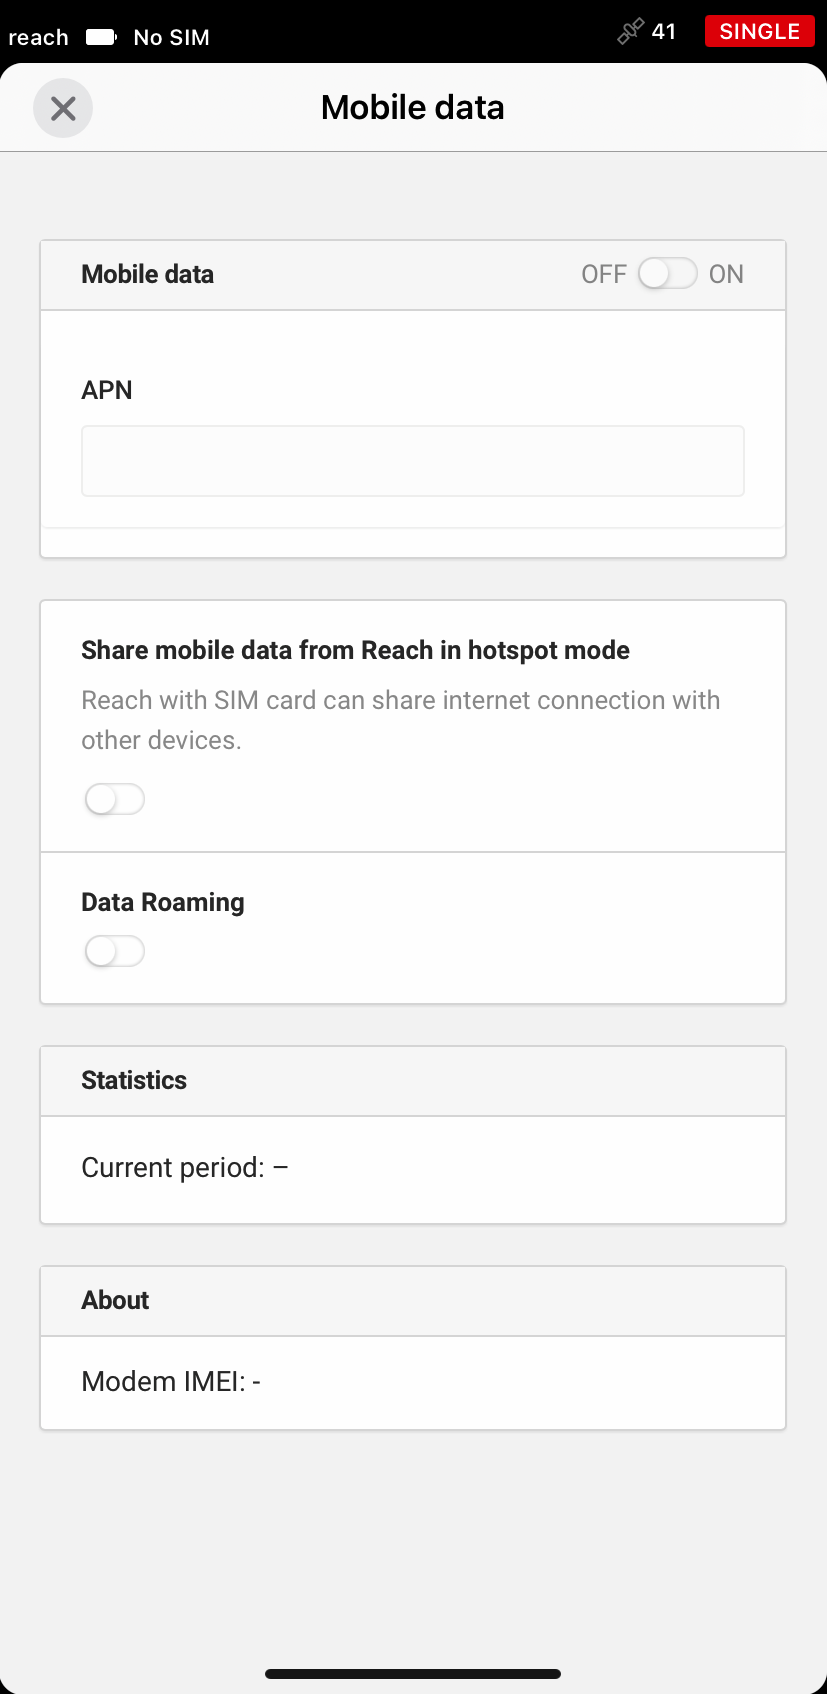 reach No SIM 41 SINGLE
Mobile data
Mobile data OFF ON
APN
Share mobile data from Reach in hotspot mode
Reach with SIM card can share internet connection with
other devices.
Data Roaming
Statistics
Current period: –
About
Modem IMEI: -